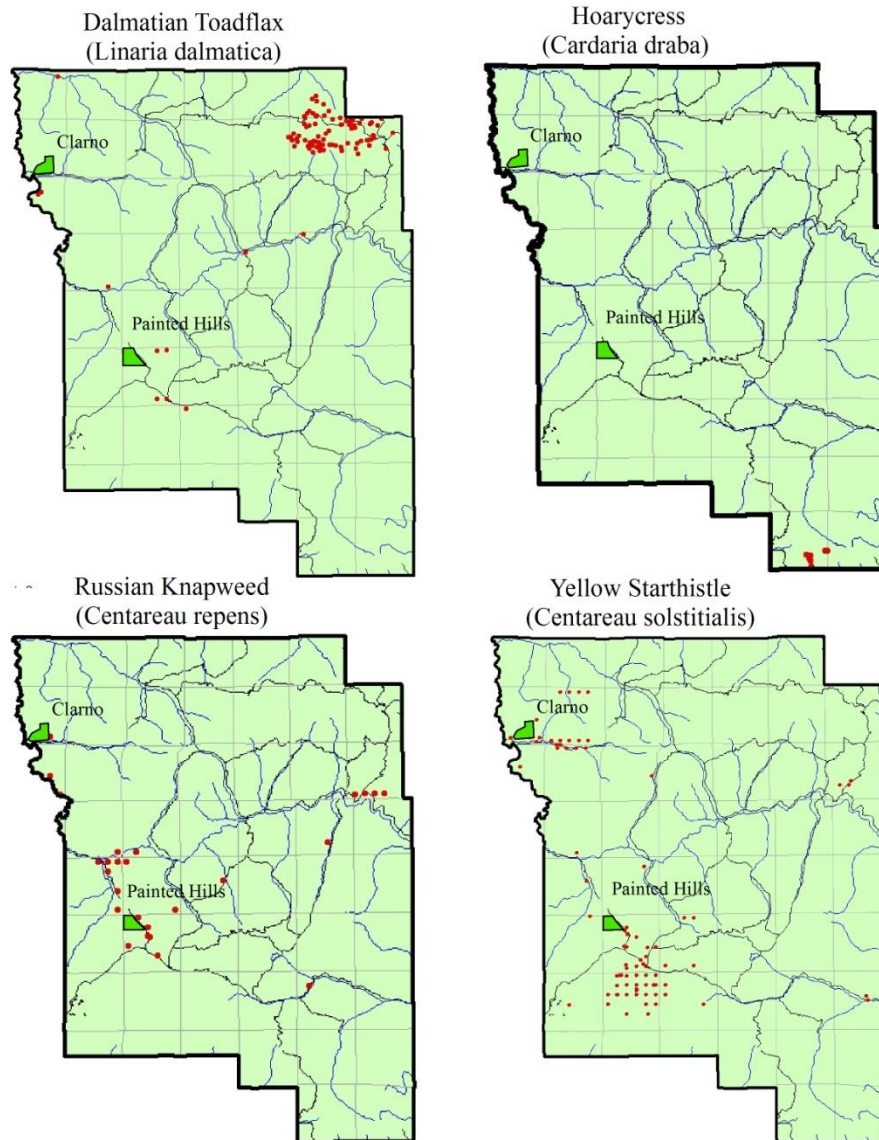 Dalmatian Toadflax
(Linaria dalmatica)
Clarno
Painted Hills
Hoarycress
(Cardaria draba)
Clarno
Painted Hills
Russian Knapweed
(Centareau repens)
Clarno
Painted Hills
Yellow Starthistle
(Centareau solstitialis)
Clarno
Painted Hills